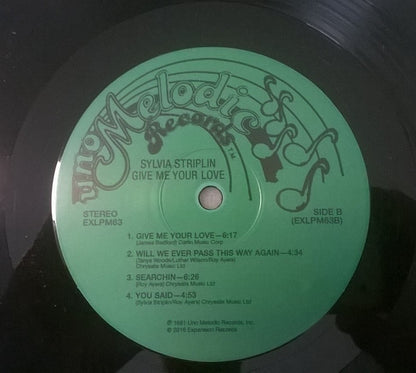 uno Melodic
Records™
SYLVIA STRIPLIN
GIVE ME YOUR LOVE
STEREO
EXLPM63
SIDE B
(EXLPM63B)
1. GIVE ME YOUR LOVE—6:17
(James Bedford) Carlin Music Corp
2. WILL WE EVER PASS THIS WAY AGAIN—4:34
(Tanya Woods/Luther Wilson/Roy Ayers)
Chrysalis Music Ltd
3. SEARCHIN—6:26
(Roy Ayers) Chrysalis Music Ltd
4. YOU SAID—4:53
(Sylvia Striplin/Roy Ayers) Chrysalis Music Ltd
℗ 1981 Uno Melodic Records, Inc.
© 2016 Expansion Records